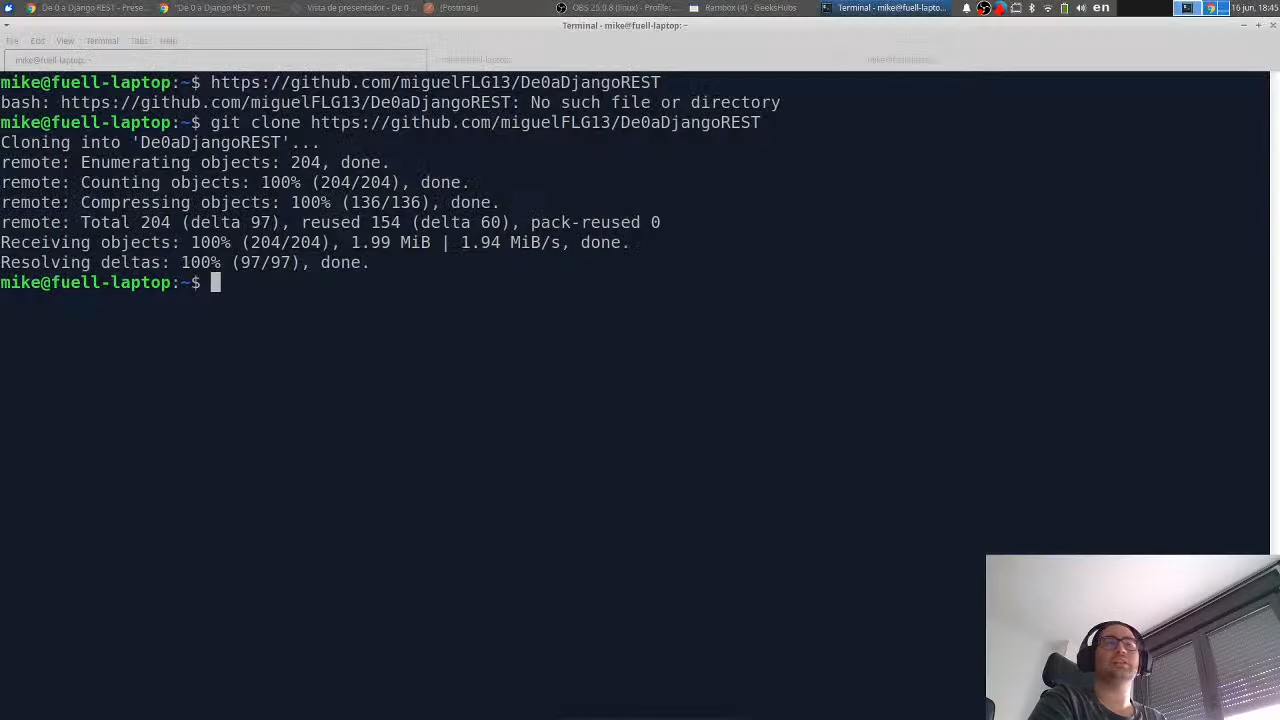 De 0 a Django REST - Prese...
"De 0 a Django REST" con...
Vista de presentador - De 0 ...
[Postman]
OBS 25.0.8 (linux) - Profile:...
Rambox (4) - GeeksHubs
Terminal - mike@fuell-lapto...
en
16 jun, 18:45
Terminal - mike@fuell-laptop: ~
File Edit View Terminal Tabs Help
mike@fuell-laptop: ~
mike@fuell-laptop:~$ https://github.com/miguelFLG13/De0aDjangoREST
bash: https://github.com/miguelFLG13/De0aDjangoREST: No such file or directory
mike@fuell-laptop:~$ git clone https://github.com/miguelFLG13/De0aDjangoREST
Cloning into 'De0aDjangoREST'...
remote: Enumerating objects: 204, done.
remote: Counting objects: 100% (204/204), done.
remote: Compressing objects: 100% (136/136), done.
remote: Total 204 (delta 97), reused 154 (delta 60), pack-reused 0
Receiving objects: 100% (204/204), 1.99 MiB | 1.94 MiB/s, done.
Resolving deltas: 100% (97/97), done.
mike@fuell-laptop:~$